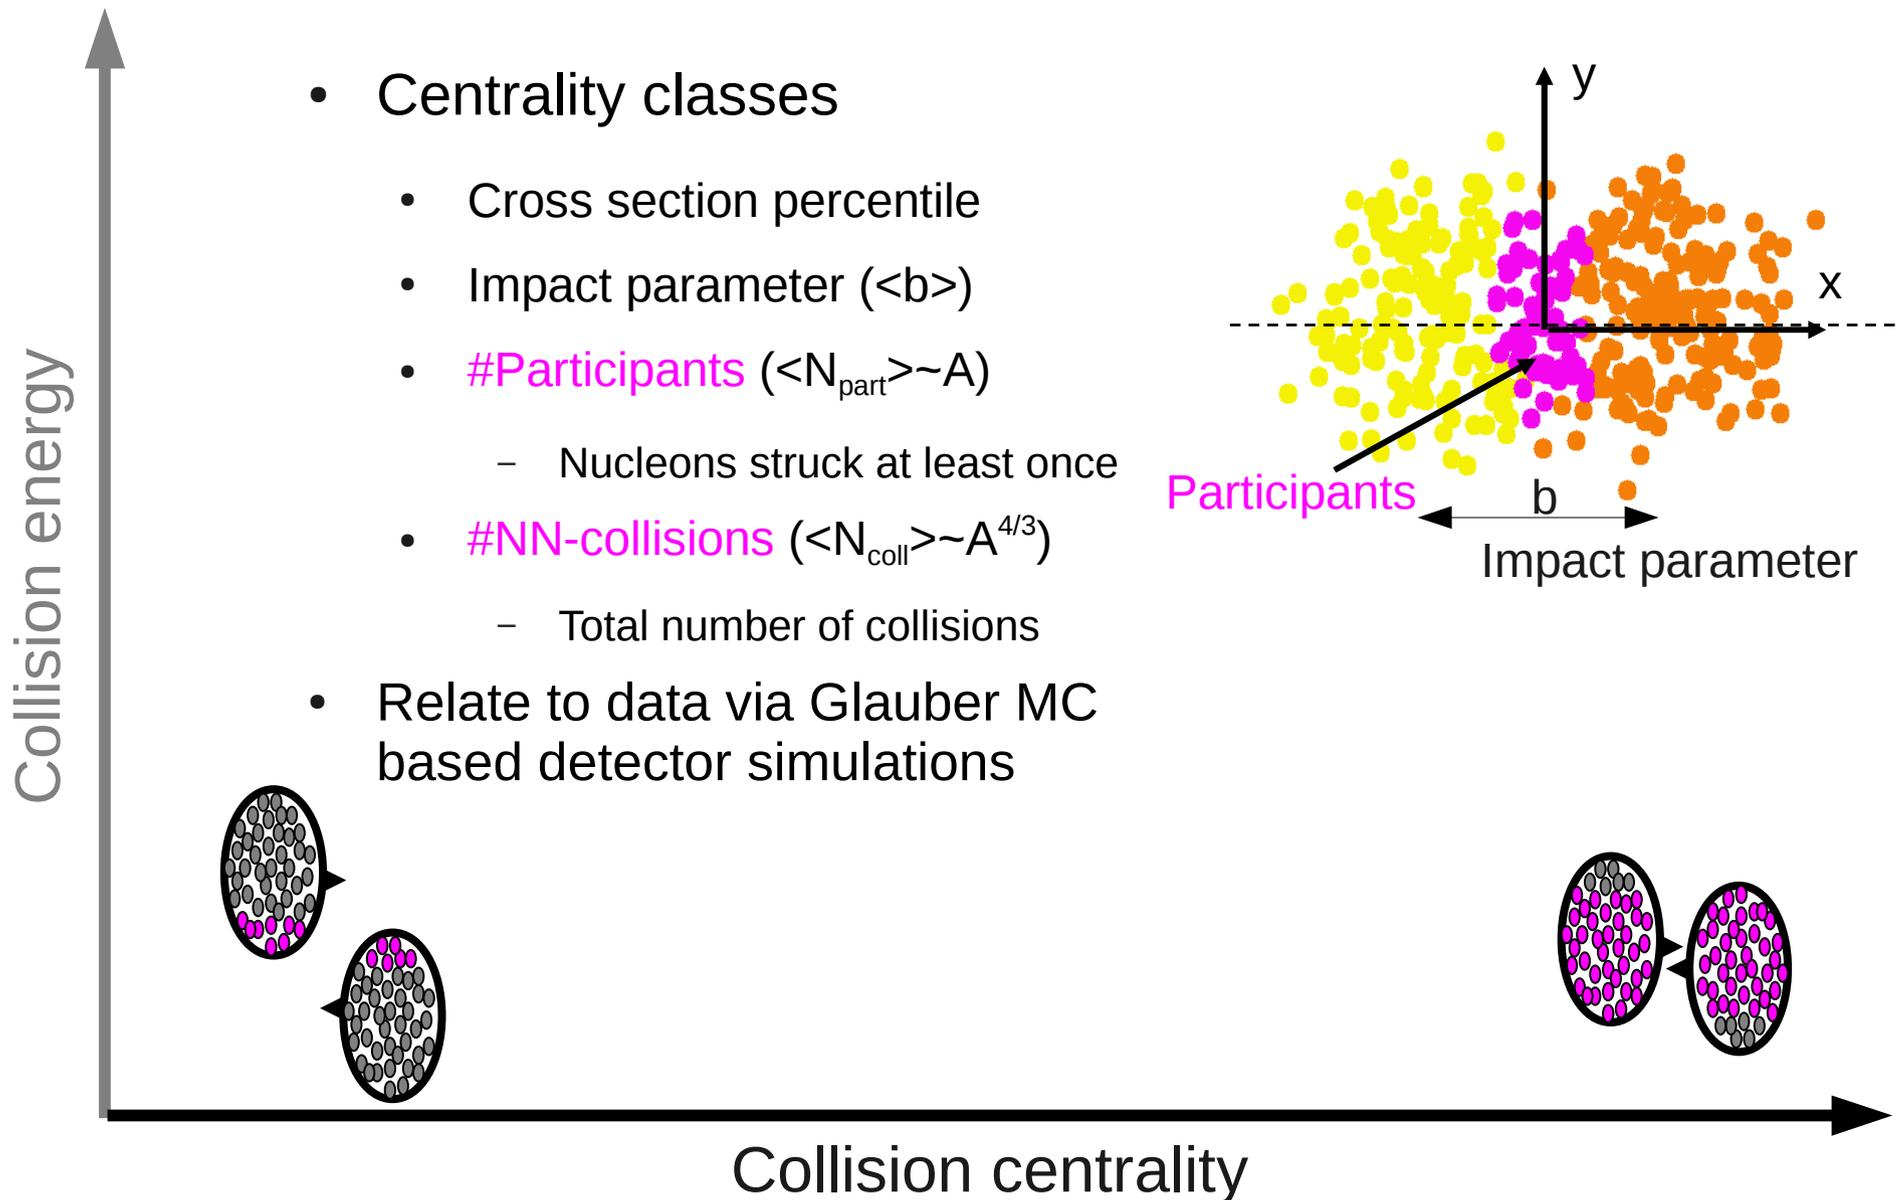 Centrality classes
Cross section percentile
Impact parameter (<b>)
#Participants (<Npart>~A)
– Nucleons struck at least once
#NN-collisions (<Ncoll>~A4/3)
– Total number of collisions
Relate to data via Glauber MC
based detector simulations
y
x
Participants
b
Impact parameter
Collision energy
Collision centrality